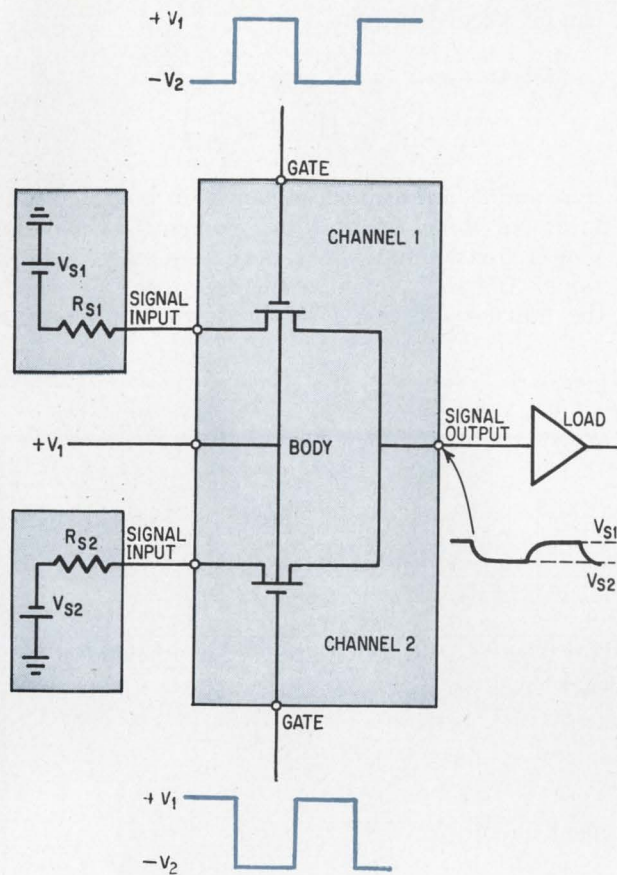 +V1
-V2
GATE
CHANNEL 1
VS1
RS1
SIGNAL
INPUT
+V1
BODY
SIGNAL
OUTPUT
LOAD
SIGNAL
INPUT
RS2
VS2
VS1
VS2
CHANNEL 2
GATE
+V1
-V2